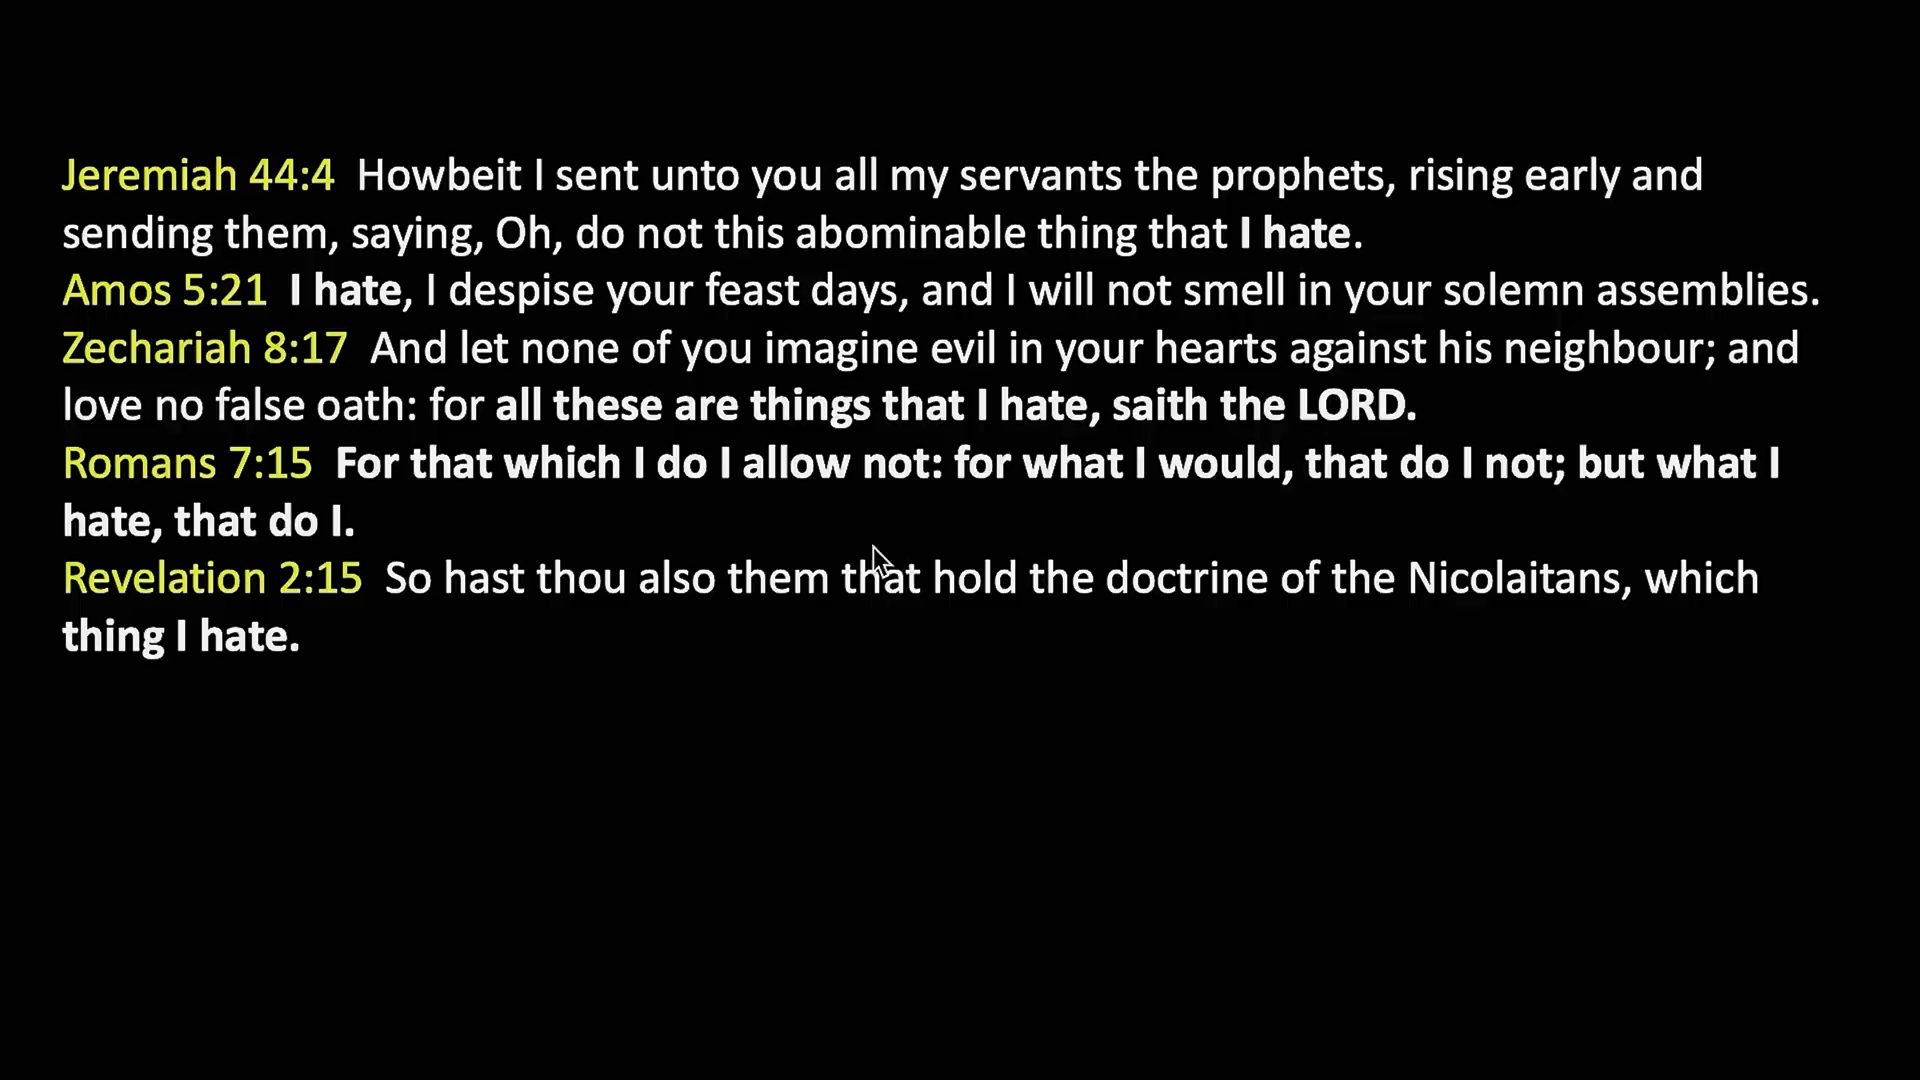 Jeremiah 44:4  Howbeit I sent unto you all my servants the prophets, rising early and
sending them, saying, Oh, do not this abominable thing that I hate.
Amos 5:21  I hate, I despise your feast days, and I will not smell in your solemn assemblies.
Zechariah 8:17  And let none of you imagine evil in your hearts against his neighbour; and
love no false oath: for all these are things that I hate, saith the LORD.
Romans 7:15  For that which I do I allow not: for what I would, that do I not; but what I
hate, that do I.
Revelation 2:15  So hast thou also them that hold the doctrine of the Nicolaitans, which
thing I hate.